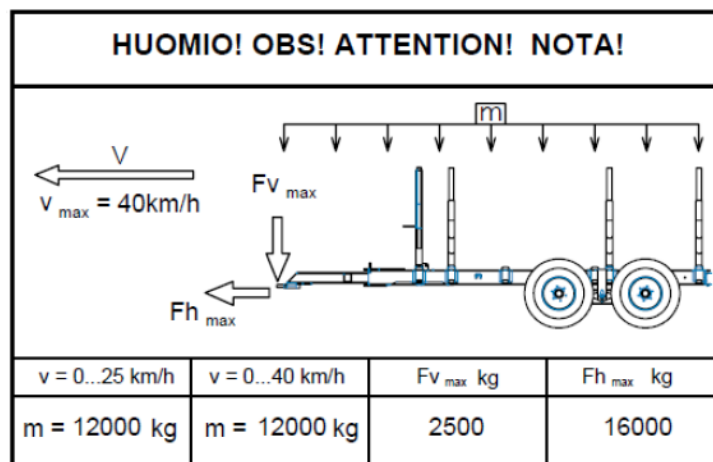 HUOMIO! OBS! ATTENTION! NOTA!
m
V
v max = 40km/h
Fv max
Fh max
v = 0...25 km/h v = 0...40 km/h Fv max kg Fh max kg
m = 12000 kg m = 12000 kg 2500 16000